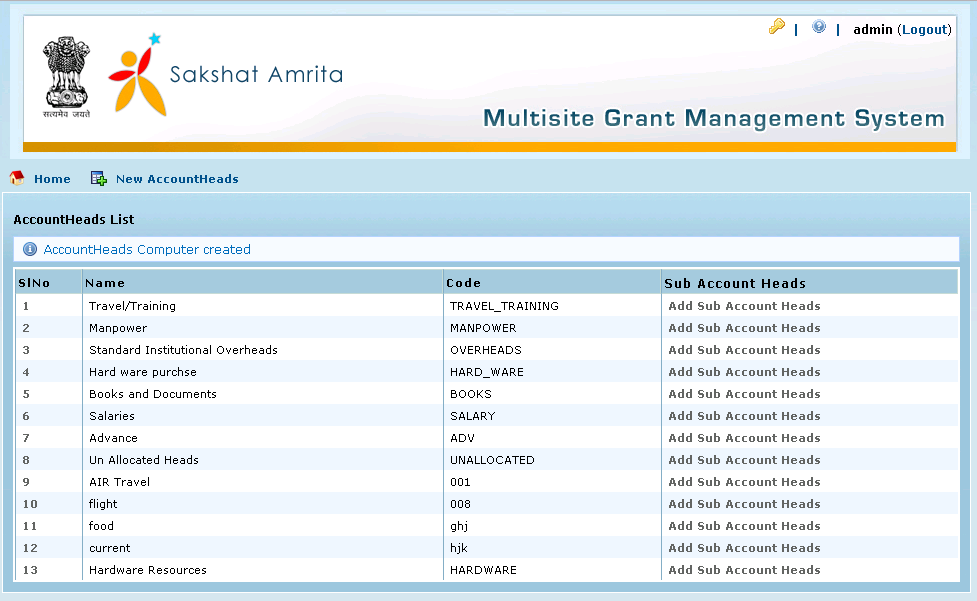 | | admin (Logout)
सत्यमेव जयते
Sakshat Amrita
Multisite Grant Management System
Home New AccountHeads
AccountHeads List
AccountHeads Computer created
SlNo Name Code Sub Account Heads
1 Travel/Training TRAVEL_TRAINING Add Sub Account Heads
2 Manpower MANPOWER Add Sub Account Heads
3 Standard Institutional Overheads OVERHEADS Add Sub Account Heads
4 Hard ware purchse HARD_WARE Add Sub Account Heads
5 Books and Documents BOOKS Add Sub Account Heads
6 Salaries SALARY Add Sub Account Heads
7 Advance ADV Add Sub Account Heads
8 Un Allocated Heads UNALLOCATED Add Sub Account Heads
9 AIR Travel 001 Add Sub Account Heads
10 flight 008 Add Sub Account Heads
11 food ghj Add Sub Account Heads
12 current hjk Add Sub Account Heads
13 Hardware Resources HARDWARE Add Sub Account Heads